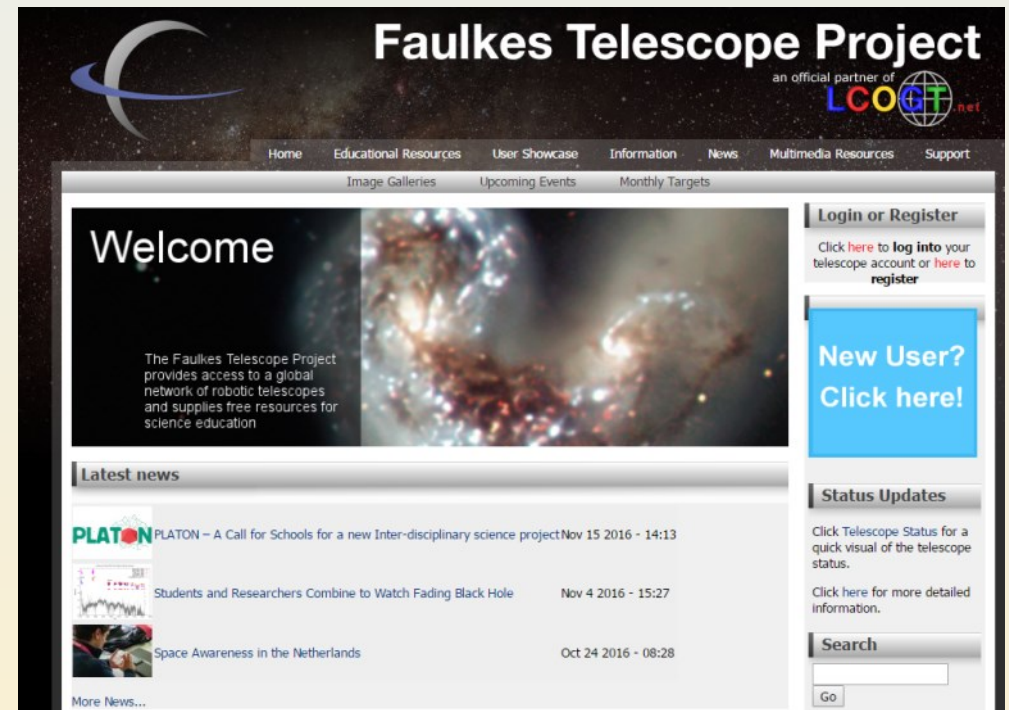 Faulkes Telescope Project
an official partner of
LCOGT.net
Home Educational Resources User Showcase Information News Multimedia Resources Support
Image Galleries Upcoming Events Monthly Targets
Welcome
The Faulkes Telescope Project
provides access to a global
network of robotic telescopes
and supplies free resources for
science education
Login or Register
Click here to log into your
telescope account or here to
register
New User?
Click here!
Latest news
PLATON
PLATON – A Call for Schools for a new Inter-disciplinary science project Nov 15 2016 - 14:13
Students and Researchers Combine to Watch Fading Black Hole Nov 4 2016 - 15:27
Space Awareness in the Netherlands Oct 24 2016 - 08:28
More News...
Status Updates
Click Telescope Status for a
quick visual of the telescope
status.
Click here for more detailed
information.
Search
Go